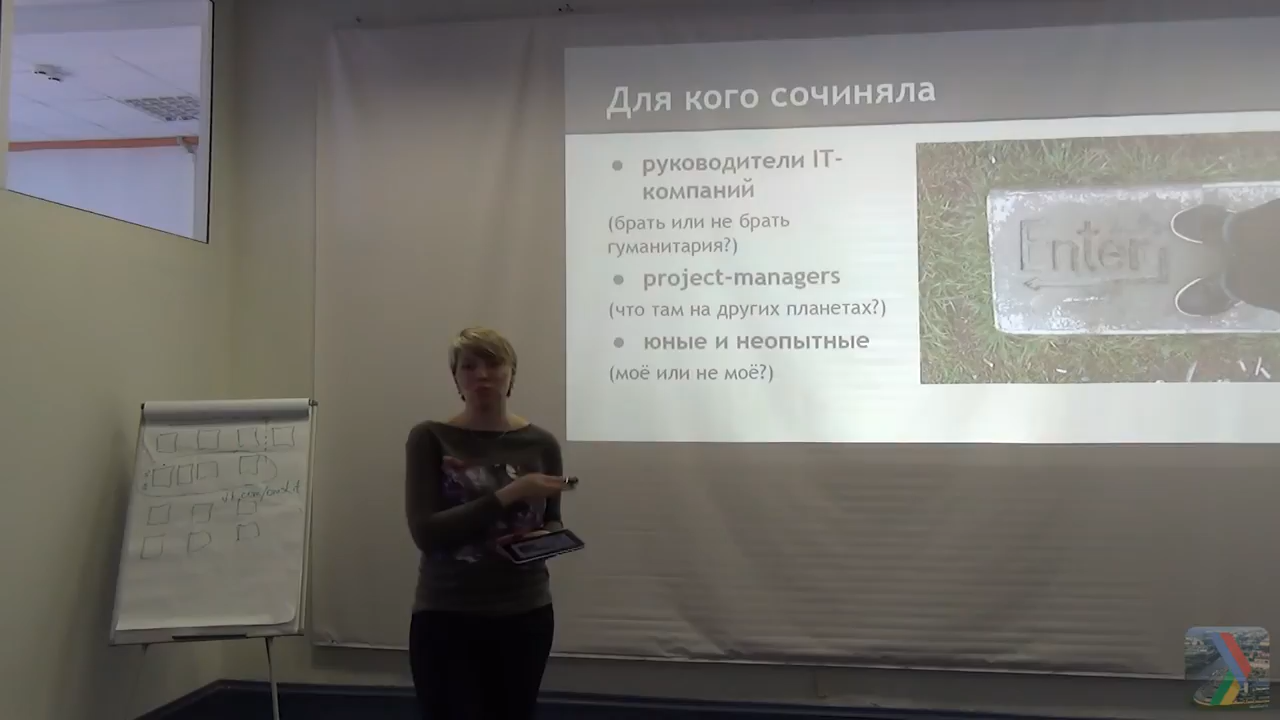 Для кого сочиняла
● руководители IT-
компаний
(брать или не брать
гуманитария?)
● project-managers
(что там на других планетах?)
● юные и неопытные
(моё или не моё?)
Enter